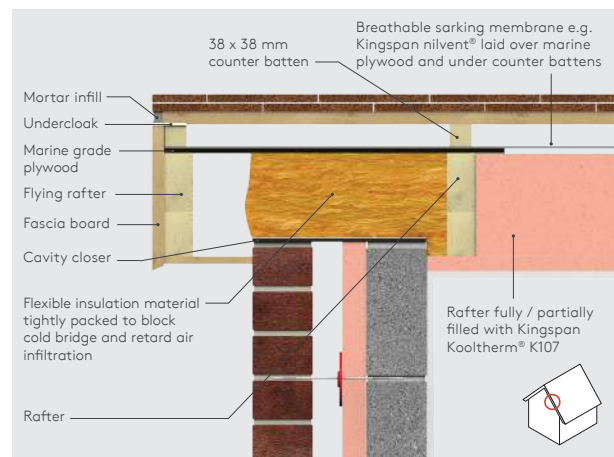 38 x 38 mm
counter batten
Breathable sarking membrane e.g.
Kingspan nilvent® laid over marine
plywood and under counter battens
Mortar infill
Undercloak
Marine grade
plywood
Flying rafter
Fascia board
Cavity closer
Flexible insulation material
tightly packed to block
cold bridge and retard air
infiltration
Rafter
Rafter fully / partially
filled with Kingspan
Kooltherm® K107